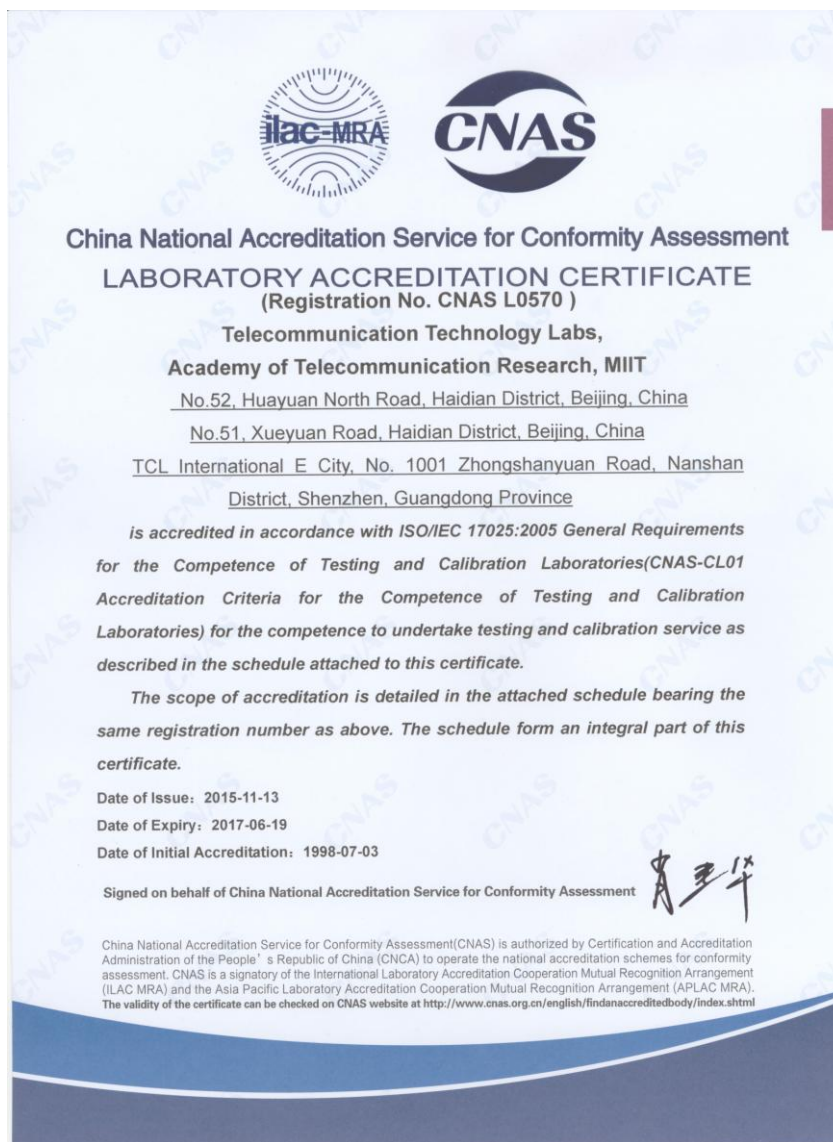 ilac-MRA
CNAS
China National Accreditation Service for Conformity Assessment
LABORATORY ACCREDITATION CERTIFICATE
(Registration No. CNAS L0570 )
Telecommunication Technology Labs,
Academy of Telecommunication Research, MIIT
No.52, Huayuan North Road, Haidian District, Beijing, China
No.51, Xueyuan Road, Haidian District, Beijing, China
TCL International E City, No. 1001 Zhongshanyuan Road, Nanshan
District, Shenzhen, Guangdong Province
is accredited in accordance with ISO/IEC 17025:2005 General Requirements
for the Competence of Testing and Calibration Laboratories(CNAS-CL01
Accreditation Criteria for the Competence of Testing and Calibration
Laboratories) for the competence to undertake testing and calibration service as
described in the schedule attached to this certificate.
The scope of accreditation is detailed in the attached schedule bearing the
same registration number as above. The schedule form an integral part of this
certificate.
Date of Issue: 2015-11-13
Date of Expiry: 2017-06-19
Date of Initial Accreditation: 1998-07-03
Signed on behalf of China National Accreditation Service for Conformity Assessment
China National Accreditation Service for Conformity Assessment(CNAS) is authorized by Certification and Accreditation
Administration of the People' s Republic of China (CNCA) to operate the national accreditation schemes for conformity
assessment. CNAS is a signatory of the International Laboratory Accreditation Cooperation Mutual Recognition Arrangement
(ILAC MRA) and the Asia Pacific Laboratory Accreditation Cooperation Mutual Recognition Arrangement (APLAC MRA).
The validity of the certificate can be checked on CNAS website at http://www.cnas.org.cn/english/findanaccreditedbody/index.shtml